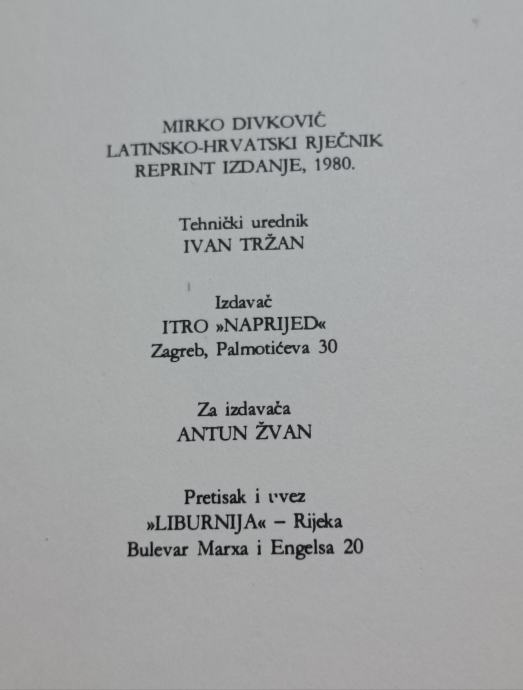 MIRKO DIVKOVIĆ
LATINSKO-HRVATSKI RJEČNIK
REPRINT IZDANJE, 1980.
Tehnički urednik
IVAN TRŽAN
Izdavač
ITRO »NAPRIJED«
Zagreb, Palmotićeva 30
Za izdavača
ANTUN ŽVAN
Pretisak i uvez
»LIBURNIJA« – Rijeka
Bulevar Marxa i Engelsa 20